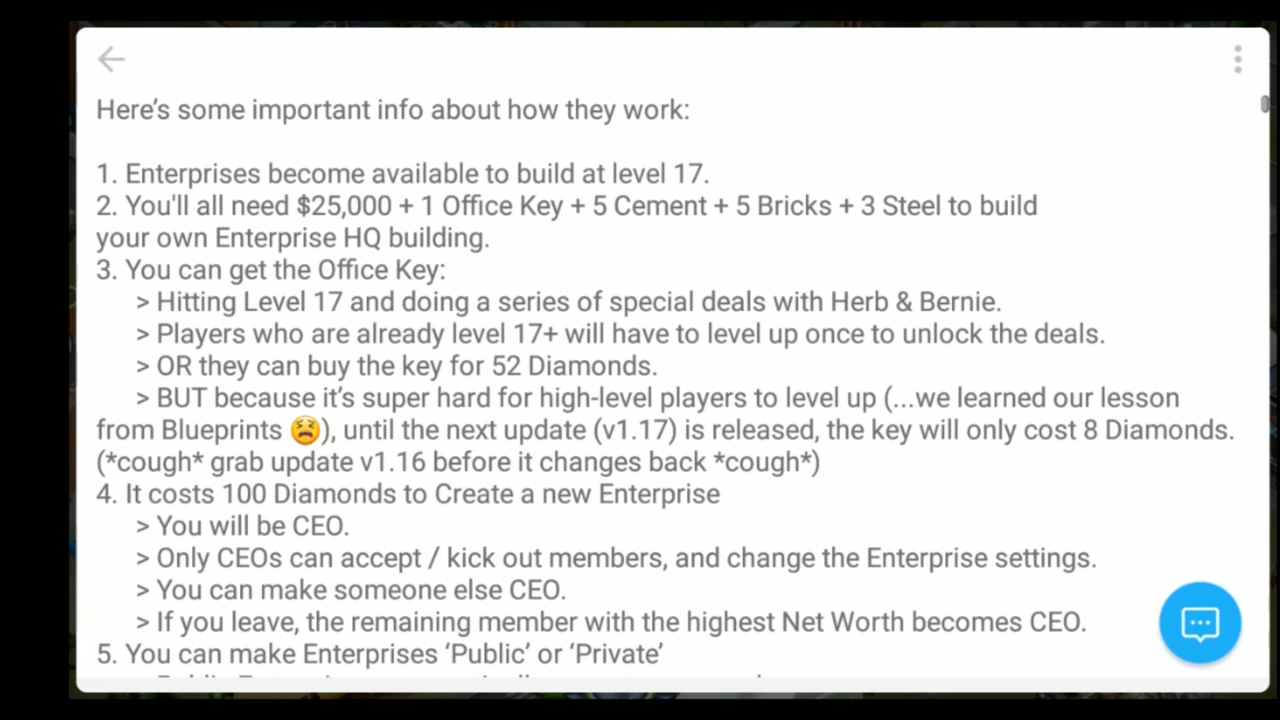 Here’s some important info about how they work:
1. Enterprises become available to build at level 17.
2. You'll all need $25,000 + 1 Office Key + 5 Cement + 5 Bricks + 3 Steel to build
your own Enterprise HQ building.
3. You can get the Office Key:
> Hitting Level 17 and doing a series of special deals with Herb & Bernie.
> Players who are already level 17+ will have to level up once to unlock the deals.
> OR they can buy the key for 52 Diamonds.
> BUT because it’s super hard for high-level players to level up (...we learned our lesson
from Blueprints 😫), until the next update (v1.17) is released, the key will only cost 8 Diamonds.
(*cough* grab update v1.16 before it changes back *cough*)
4. It costs 100 Diamonds to Create a new Enterprise
> You will be CEO.
> Only CEOs can accept / kick out members, and change the Enterprise settings.
> You can make someone else CEO.
> If you leave, the remaining member with the highest Net Worth becomes CEO.
5. You can make Enterprises ‘Public’ or ‘Private’